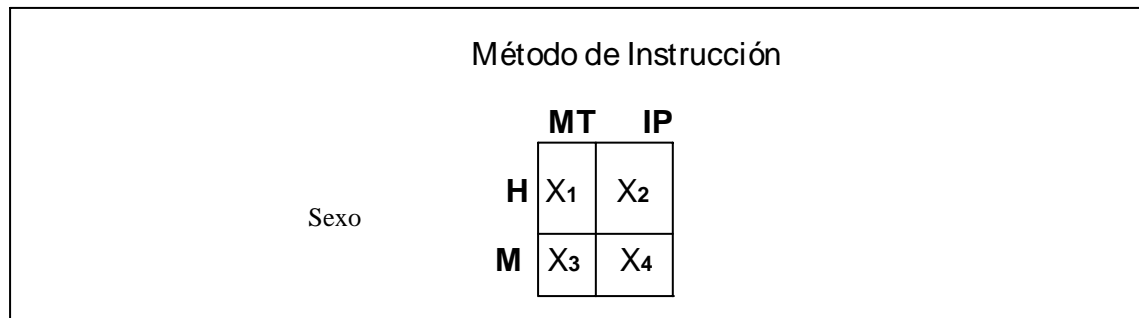 Método de Instrucción
MT IP
H X1 X2
Sexo
M X3 X4